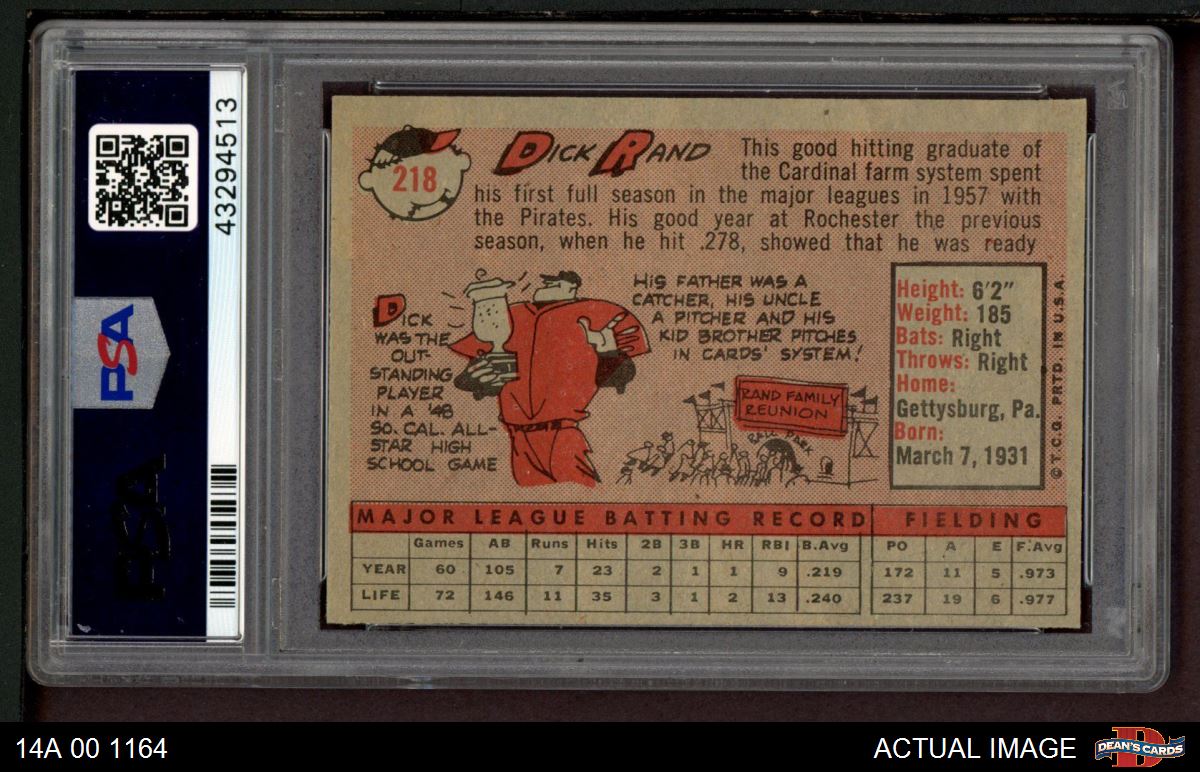 43294513
PSA
PSA
218
DICK RAND
This good hitting graduate of
the Cardinal farm system spent
his first full season in the major leagues in 1957 with
the Pirates. His good year at Rochester the previous
season, when he hit .278, showed that he was ready
DICK
WAS THE
OUT-
STANDING
PLAYER
IN A '48
SO. CAL. ALL-
STAR HIGH
SCHOOL GAME
HIS FATHER WAS A
CATCHER, HIS UNCLE
A PITCHER AND HIS
KID BROTHER PITCHES
IN CARDS' SYSTEM!
RAND FAMILY
REUNION
BALL PARK
Height: 6'2"
Weight: 185
Bats: Right
Throws: Right
Home:
Gettysburg, Pa.
Born:
March 7, 1931
© T.C.G. PRTD. IN U.S.A.
MAJOR LEAGUE BATTING RECORD FIELDING
Games AB Runs Hits 2B 3B HR RBI B.Avg PO A E F.Avg
YEAR 60 105 7 23 2 1 1 9 .219 172 11 5 .973
LIFE 72 146 11 35 3 1 2 13 .240 237 19 6 .977
14A 00 1164
ACTUAL IMAGE
D
DEAN'S CARDS